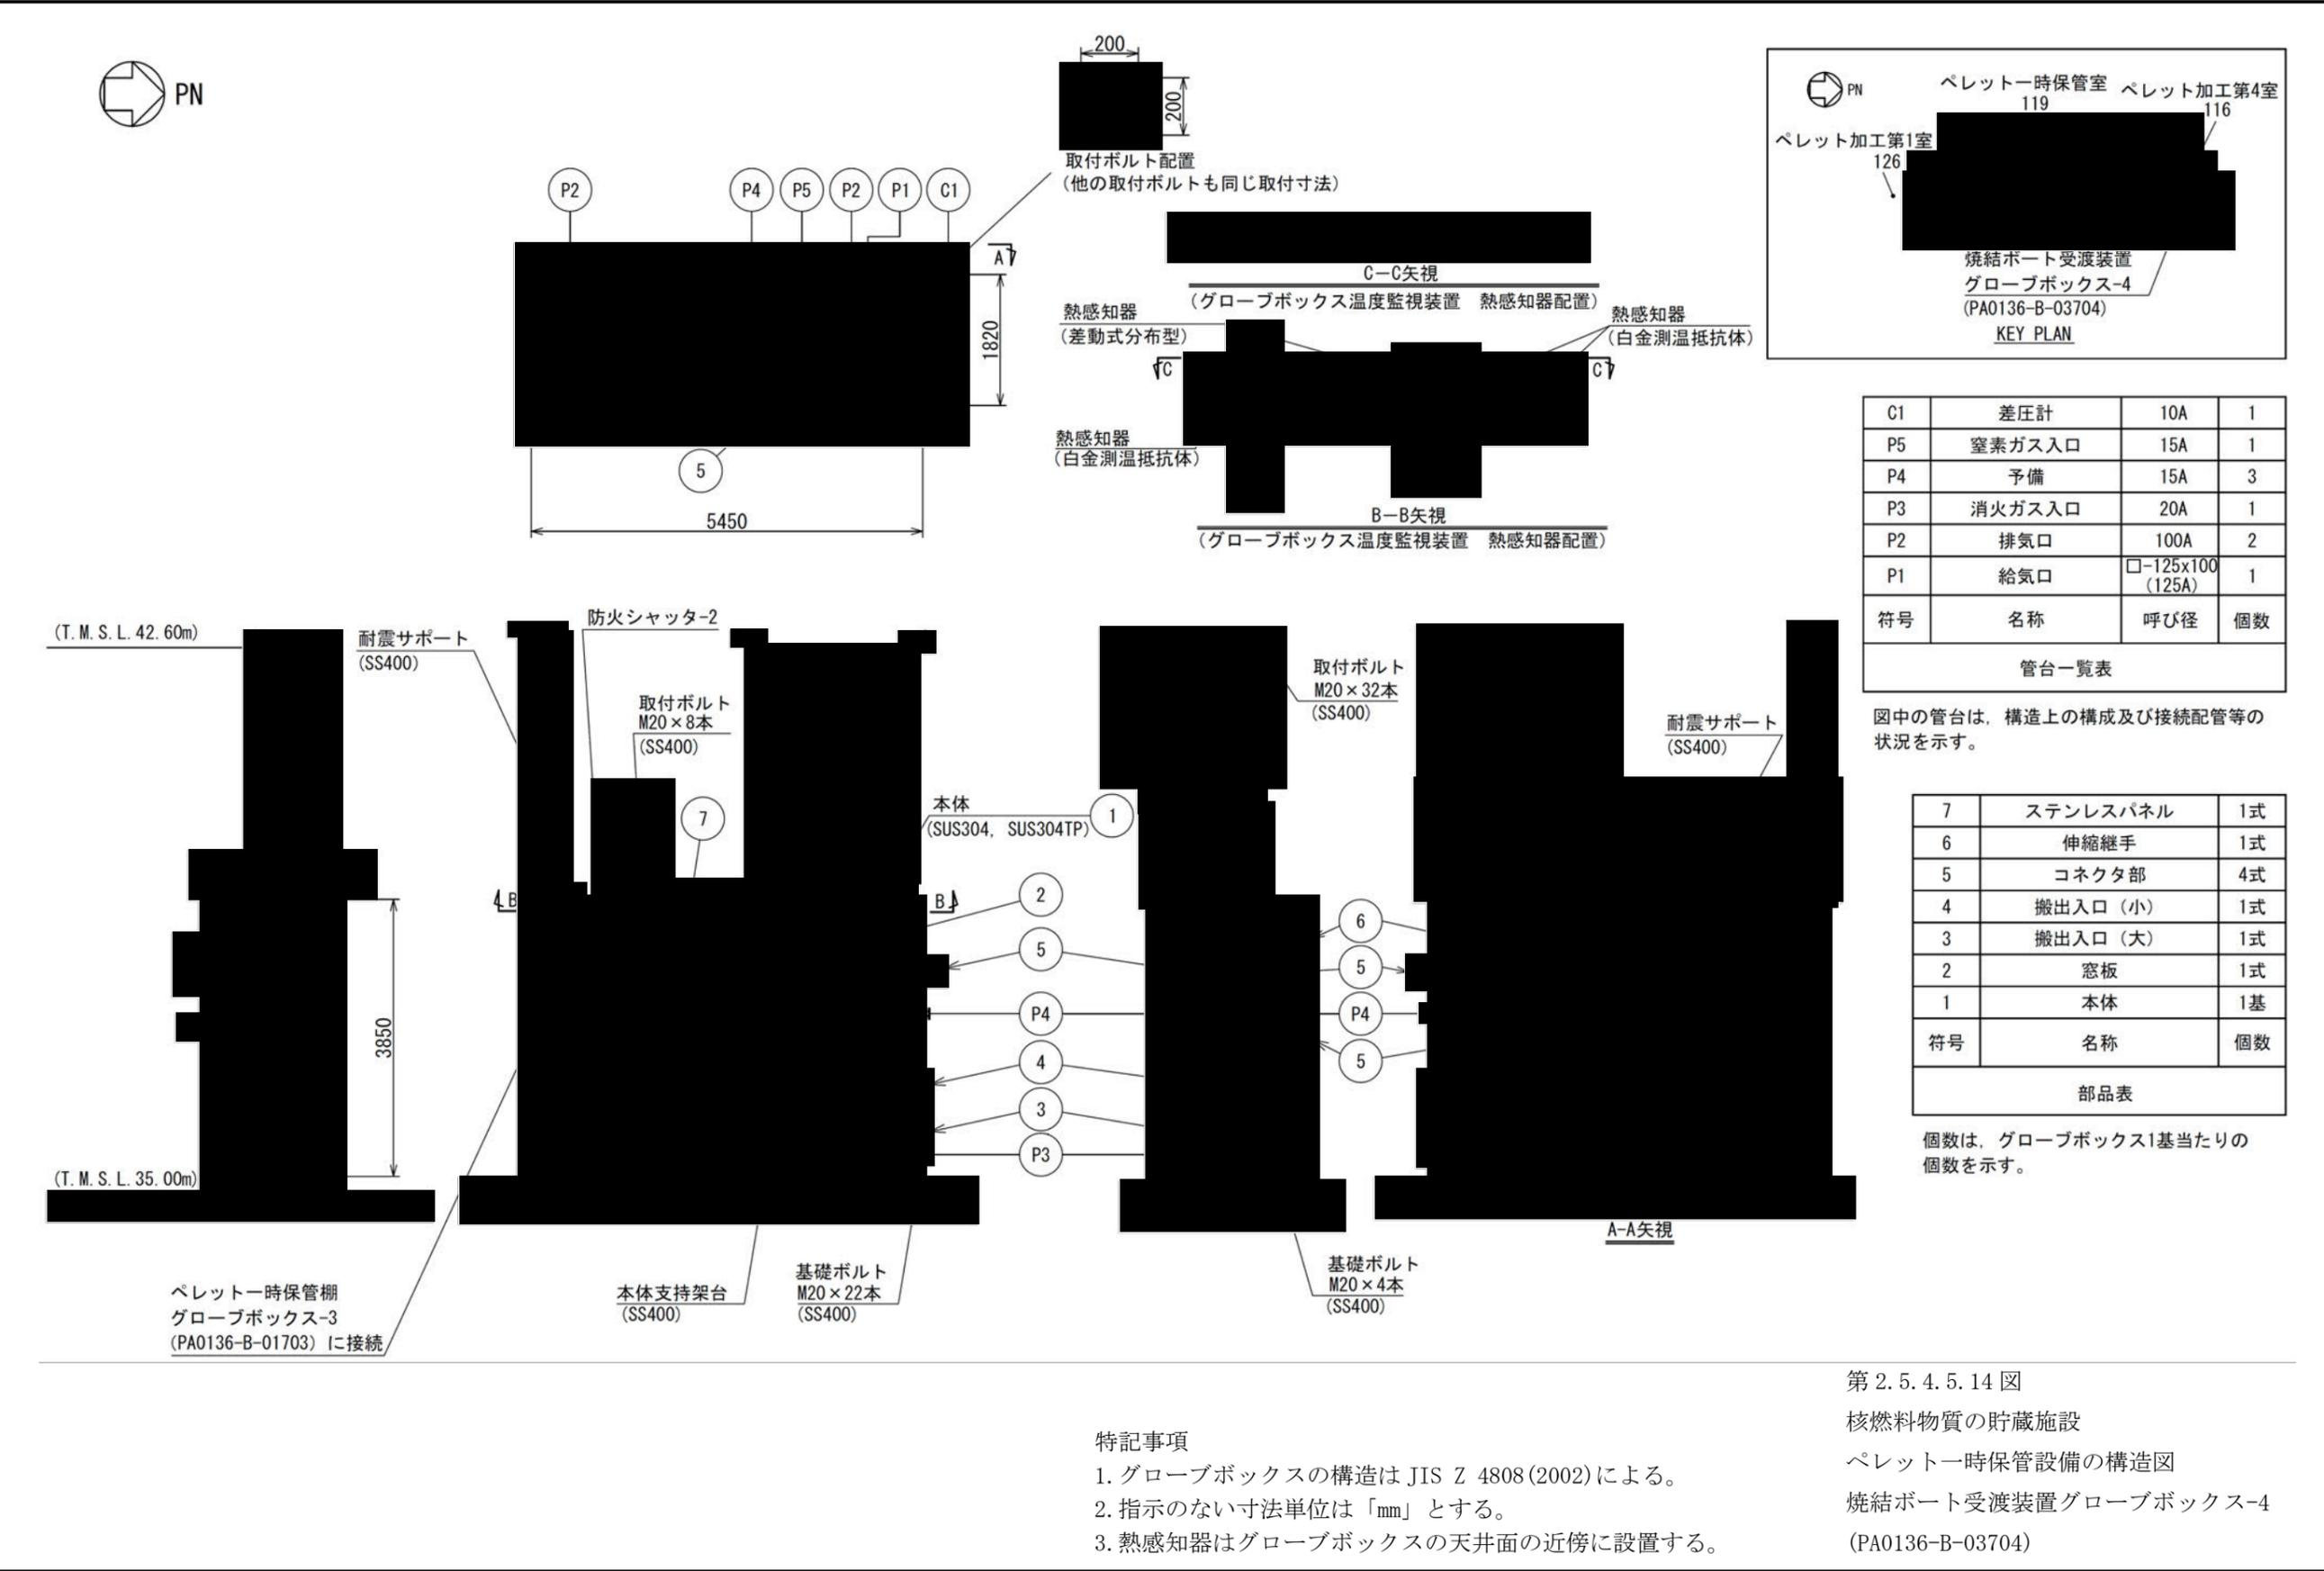 PN
200
200
取付ボルト配置
(他の取付ボルトも同じ取付寸法)
P2
P4
P5
P2
P1
C1
A
1820
5
5450
C－C矢視
(グローブボックス温度監視装置　熱感知器配置)
熱感知器
(差動式分布型)
熱感知器
(白金測温抵抗体)
C
C
熱感知器
(白金測温抵抗体)
B－B矢視
(グローブボックス温度監視装置　熱感知器配置)
PN
ペレット一時保管室
119
ペレット加工第4室
116
ペレット加工第1室
126
焼結ボート受渡装置
グローブボックス-4
(PA0136-B-03704)
KEY PLAN
C1 差圧計 10A 1
P5 窒素ガス入口 15A 1
P4 予備 15A 3
P3 消火ガス入口 20A 1
P2 排気口 100A 2
P1 給気口 □-125x100 (125A) 1
符号 名称 呼び径 個数
管台一覧表
図中の管台は，構造上の構成及び接続配管等の
状況を示す。
7 ステンレスパネル 1式
6 伸縮継手 1式
5 コネクタ部 4式
4 搬出入口（小） 1式
3 搬出入口（大） 1式
2 窓板 1式
1 本体 1基
符号 名称 個数
部品表
個数は，グローブボックス1基当たりの
個数を示す。
(T.M.S.L.42.60m)
3850
(T.M.S.L.35.00m)
耐震サポート
(SS400)
防火シャッタ-2
取付ボルト
M20×8本
(SS400)
7
本体
(SUS304, SUS304TP)
1
B
B
2
5
P4
4
3
P3
取付ボルト
M20×32本
(SS400)
6
5
P4
5
耐震サポート
(SS400)
A-A矢視
ペレット一時保管棚
グローブボックス-3
(PA0136-B-01703) に接続
本体支持架台
(SS400)
基礎ボルト
M20×22本
(SS400)
基礎ボルト
M20×4本
(SS400)
特記事項
1.グローブボックスの構造は JIS Z 4808(2002)による。
2.指示のない寸法単位は「mm」とする。
3.熱感知器はグローブボックスの天井面の近傍に設置する。
第 2.5.4.5.14 図
核燃料物質の貯蔵施設
ペレット一時保管設備の構造図
焼結ボート受渡装置グローブボックス-4
(PA0136-B-03704)